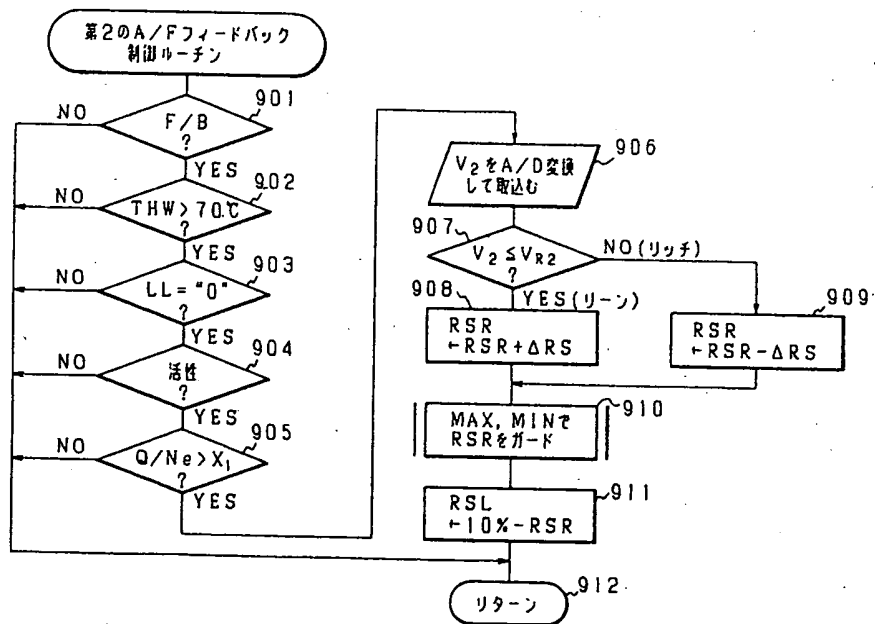 第2のA/Fフィードバック
制御ルーチン
901
NO
F/B
?
YES
902
NO
THW>70℃
?
YES
903
NO
LL="0"
?
YES
904
NO
活性
?
YES
905
NO
Q/Ne>X1
?
YES
906
V2をA/D変換
して取込む
907
V2≤VR2
?
NO(リッチ)
YES(リーン)
908
RSR
←RSR+ΔRS
909
RSR
←RSR-ΔRS
910
MAX,MINで
RSRをガード
911
RSL
←10%-RSR
リターン
912